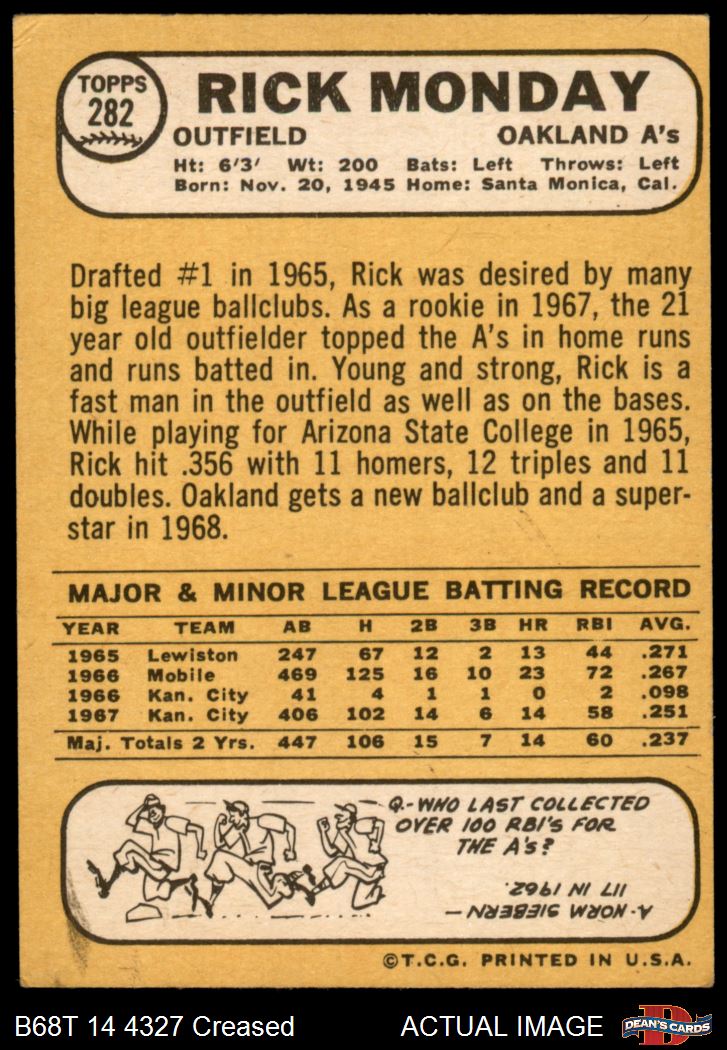 TOPPS
282
RICK MONDAY
OUTFIELD OAKLAND A's
Ht: 6'3' Wt: 200 Bats: Left Throws: Left
Born: Nov. 20, 1945 Home: Santa Monica, Cal.
Drafted #1 in 1965, Rick was desired by many
big league ballclubs. As a rookie in 1967, the 21
year old outfielder topped the A's in home runs
and runs batted in. Young and strong, Rick is a
fast man in the outfield as well as on the bases.
While playing for Arizona State College in 1965,
Rick hit .356 with 11 homers, 12 triples and 11
doubles. Oakland gets a new ballclub and a super-
star in 1968.
MAJOR & MINOR LEAGUE BATTING RECORD
YEAR TEAM AB H 2B 3B HR RBI AVG.
1965 Lewiston 247 67 12 2 13 44 .271
1966 Mobile 469 125 16 10 23 72 .267
1966 Kan. City 41 4 1 1 0 2 .098
1967 Kan. City 406 102 14 6 14 58 .251
Maj. Totals 2 Yrs. 447 106 15 7 14 60 .237
Q-WHO LAST COLLECTED
OVER 100 RBI'S FOR
THE A'S?
A-NORM SIEBERN —
117 IN 1962.
©T.C.G. PRINTED IN U.S.A.
B68T 14 4327 Creased ACTUAL IMAGE
DEAN'S CARDS